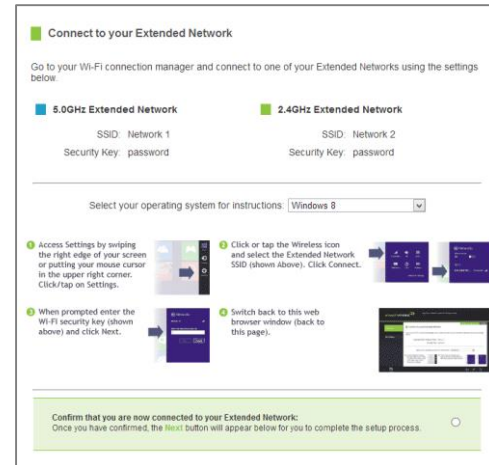 Connect to your Extended Network
Go to your Wi-Fi connection manager and connect to one of your Extended Networks using the settings
below.
5.0GHz Extended Network
SSID: Network 1
Security Key: password
2.4GHz Extended Network
SSID: Network 2
Security Key: password
Select your operating system for instructions: Windows 8
1 Access Settings by swiping
the right edge of your screen
or putting your mouse cursor
in the upper right corner.
Click/tap on Settings.
2 Click or tap the Wireless icon
and select the Extended Network
SSID (shown Above). Click Connect.
3 When prompted enter the
Wi-Fi security key (shown
above) and click Next.
4 Switch back to this web
browser window (back to
this page).
Confirm that you are now connected to your Extended Network:
Once you have confirmed, the Next button will appear below for you to complete the setup process.